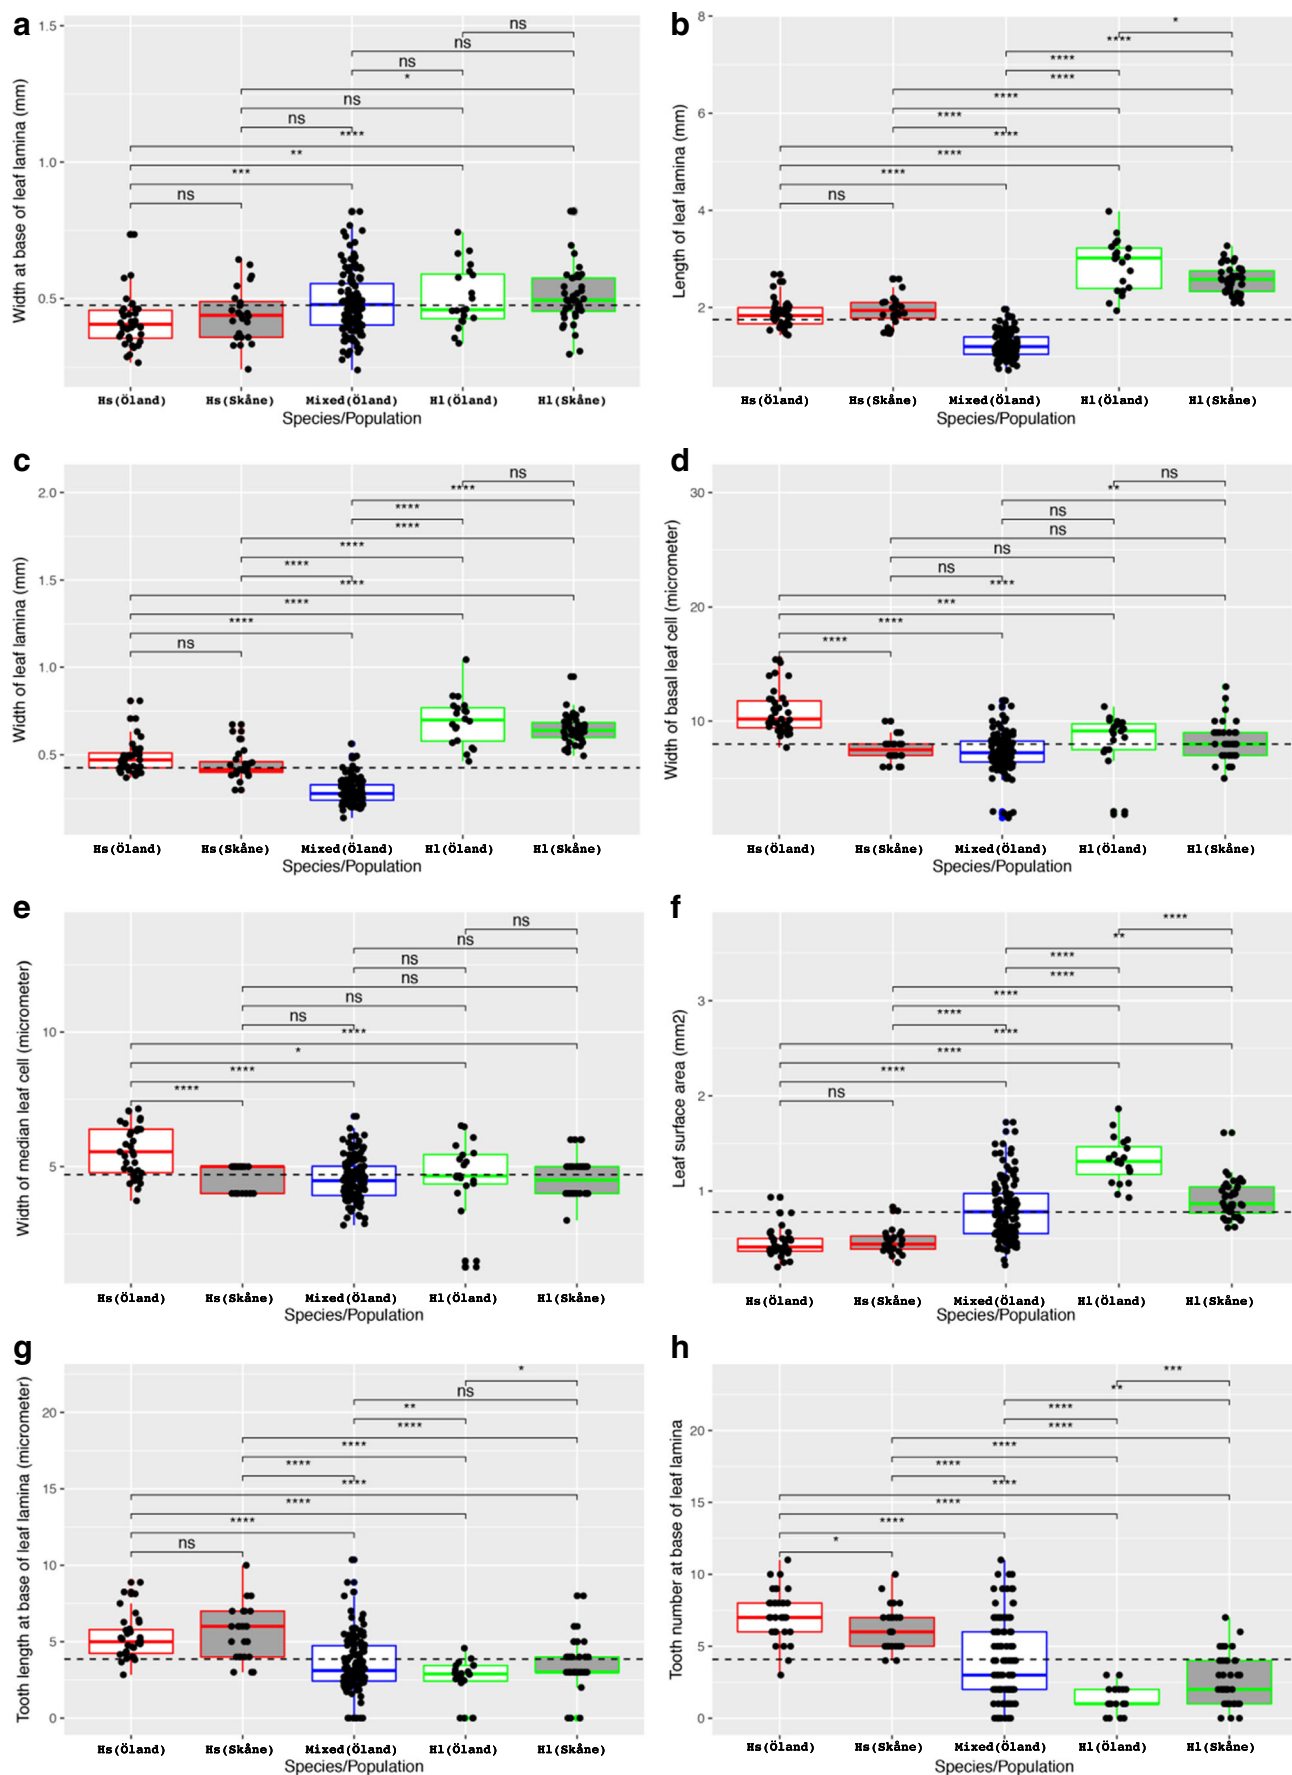 a
Width at base of leaf lamina (mm)
1.5
1.0
0.5
ns
ns
ns
*
ns
ns
****
**
***
ns
Hs(Öland) Hs(Skåne) Mixed(Öland) Hl(Öland) Hl(Skåne)
Species/Population
b
Length of leaf lamina (mm)
8
6
4
2
*
****
****
****
****
****
****
****
****
ns
Hs(Öland) Hs(Skåne) Mixed(Öland) Hl(Öland) Hl(Skåne)
Species/Population
c
Width of leaf lamina (mm)
2.0
1.5
1.0
0.5
ns
****
****
****
****
****
****
****
****
ns
Hs(Öland) Hs(Skåne) Mixed(Öland) Hl(Öland) Hl(Skåne)
Species/Population
d
Width of basal leaf cell (micrometer)
30
20
10
ns
**
ns
ns
ns
ns
****
***
****
****
Hs(Öland) Hs(Skåne) Mixed(Öland) Hl(Öland) Hl(Skåne)
Species/Population
e
Width of median leaf cell (micrometer)
10
5
ns
ns
ns
ns
ns
ns
****
*
****
****
Hs(Öland) Hs(Skåne) Mixed(Öland) Hl(Öland) Hl(Skåne)
Species/Population
f
Leaf surface area (mm2)
3
2
1
****
**
****
****
****
****
****
****
****
ns
Hs(Öland) Hs(Skåne) Mixed(Öland) Hl(Öland) Hl(Skåne)
Species/Population
g
Tooth length at base of leaf lamina (micrometer)
20
15
10
5
0
*
ns
**
****
****
****
****
****
****
ns
Hs(Öland) Hs(Skåne) Mixed(Öland) Hl(Öland) Hl(Skåne)
Species/Population
h
Tooth number at base of leaf lamina
20
15
10
5
0
***
**
****
****
****
****
****
****
****
*
Hs(Öland) Hs(Skåne) Mixed(Öland) Hl(Öland) Hl(Skåne)
Species/Population